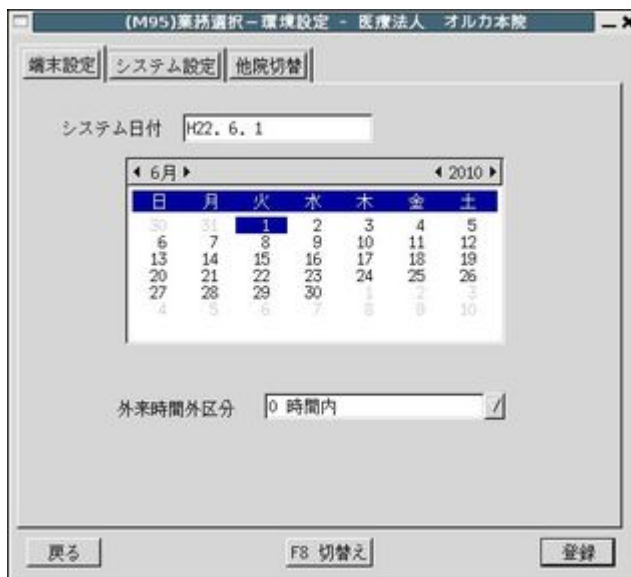 (M95)業務選択－環境設定 - 医療法人 オルカ本院
端末設定 システム設定 他院切替
システム日付 H22. 6. 1
6月 2010
日 月 火 水 木 金 土
30 31 1 2 3 4 5
6 7 8 9 10 11 12
13 14 15 16 17 18 19
20 21 22 23 24 25 26
27 28 29 30 1 2 3
4 5 6 7 8 9 10
外来時間外区分 0 時間内
戻る F8 切替え 登録